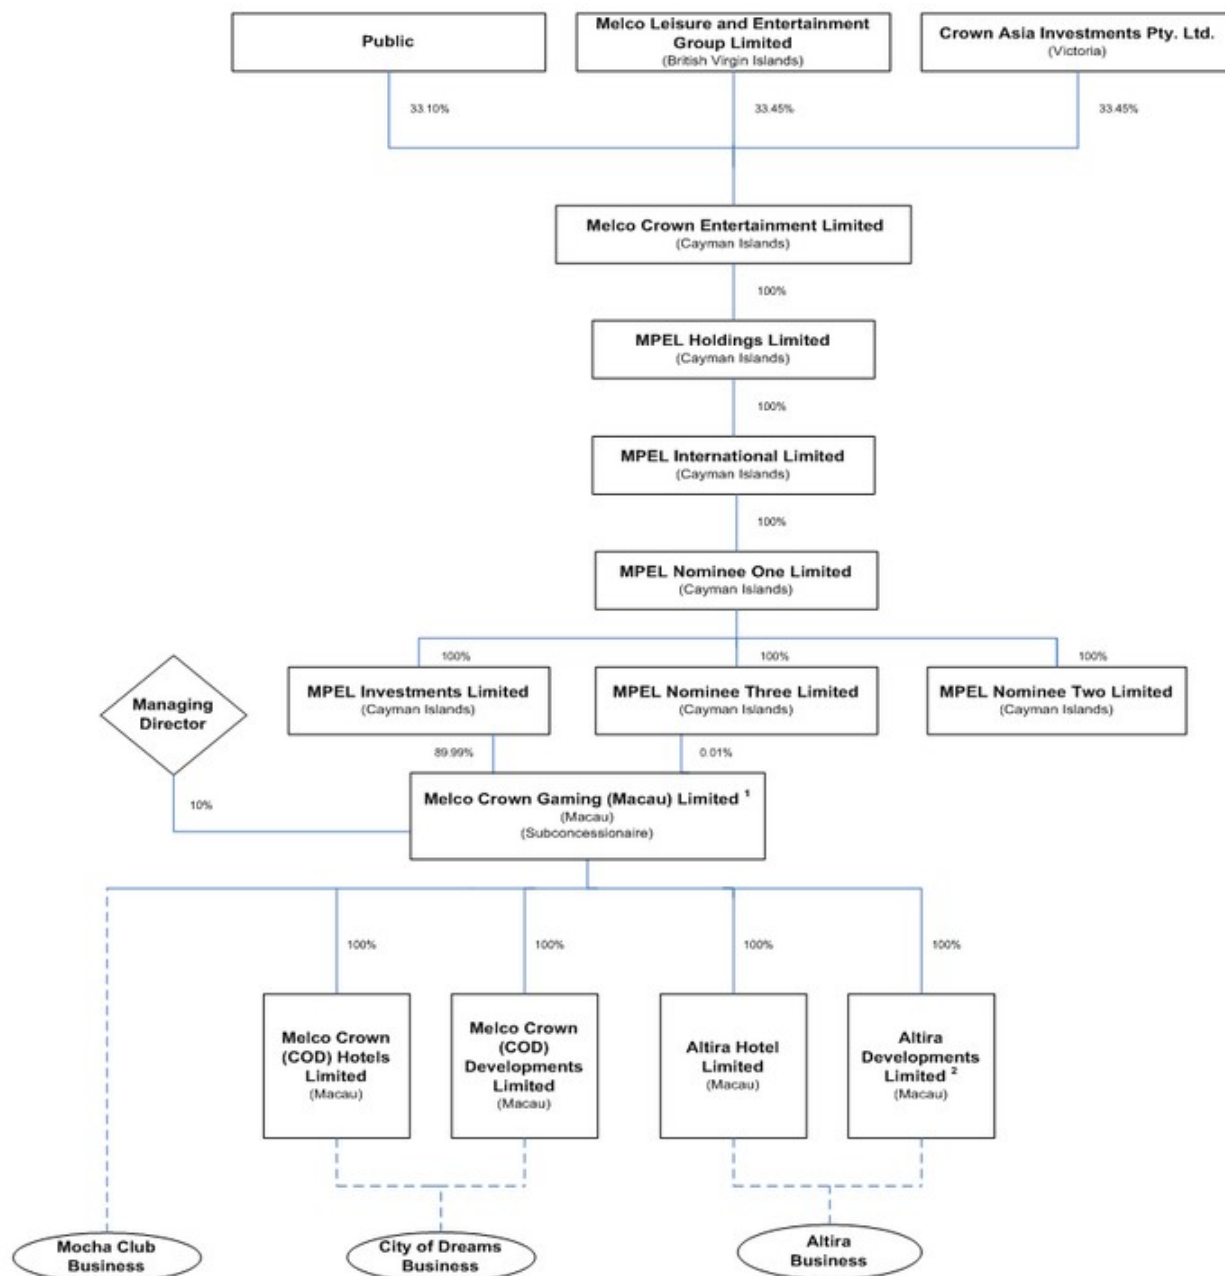 Public
Melco Leisure and Entertainment
Group Limited
(British Virgin Islands)
Crown Asia Investments Pty. Ltd.
(Victoria)
33.10%
33.45%
33.45%
Melco Crown Entertainment Limited
(Cayman Islands)
100%
MPEL Holdings Limited
(Cayman Islands)
100%
MPEL International Limited
(Cayman Islands)
100%
MPEL Nominee One Limited
(Cayman Islands)
100%
100%
100%
Managing
Director
MPEL Investments Limited
(Cayman Islands)
MPEL Nominee Three Limited
(Cayman Islands)
MPEL Nominee Two Limited
(Cayman Islands)
89.99%
0.01%
10%
Melco Crown Gaming (Macau) Limited 1
(Macau)
(Subconcessionaire)
100%
100%
100%
100%
Melco Crown
(COD) Hotels
Limited
(Macau)
Melco Crown
(COD)
Developments
Limited
(Macau)
Altira Hotel
Limited
(Macau)
Altira
Developments
Limited 2
(Macau)
Mocha Club
Business
City of Dreams
Business
Altira
Business